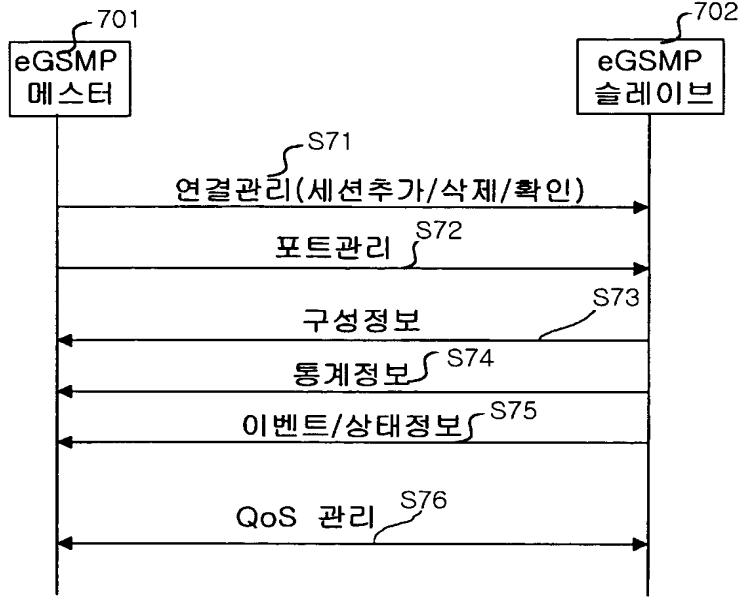 701
702
eGSMP
메스터
eGSMP
슬레이브
S71
연결관리(세션추가/삭제/확인)
S72
포트관리
S73
구성정보
S74
통계정보
S75
이벤트/상태정보
S76
QoS 관리